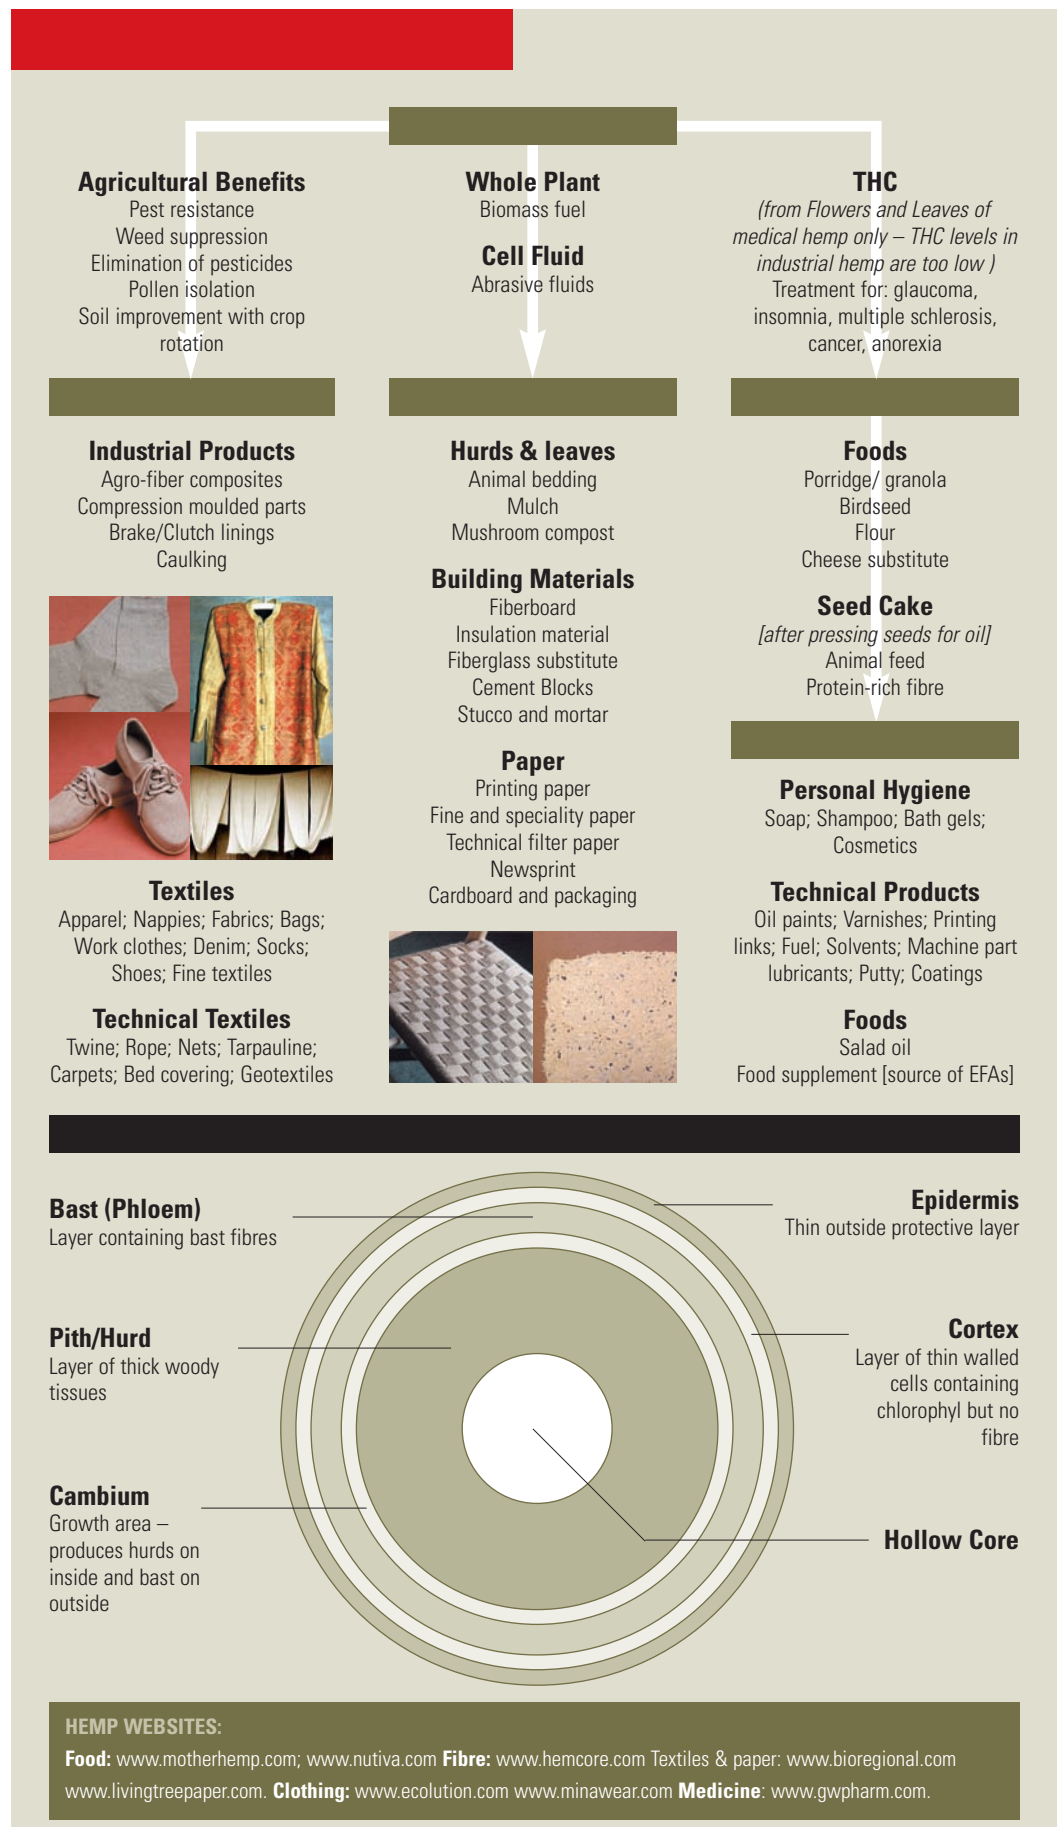 Agricultural Benefits
Pest resistance
Weed suppression
Elimination of pesticides
Pollen isolation
Soil improvement with crop
rotation
Whole Plant
Biomass fuel
Cell Fluid
Abrasive fluids
THC
(from Flowers and Leaves of
medical hemp only – THC levels in
industrial hemp are too low )
Treatment for: glaucoma,
insomnia, multiple schlerosis,
cancer, anorexia
Industrial Products
Agro-fiber composites
Compression moulded parts
Brake/Clutch linings
Caulking
Textiles
Apparel; Nappies; Fabrics; Bags;
Work clothes; Denim; Socks;
Shoes; Fine textiles
Technical Textiles
Twine; Rope; Nets; Tarpauline;
Carpets; Bed covering; Geotextiles
Hurds & leaves
Animal bedding
Mulch
Mushroom compost
Building Materials
Fiberboard
Insulation material
Fiberglass substitute
Cement Blocks
Stucco and mortar
Paper
Printing paper
Fine and speciality paper
Technical filter paper
Newsprint
Cardboard and packaging
Foods
Porridge/ granola
Birdseed
Flour
Cheese substitute
Seed Cake
[after pressing seeds for oil]
Animal feed
Protein-rich fibre
Personal Hygiene
Soap; Shampoo; Bath gels;
Cosmetics
Technical Products
Oil paints; Varnishes; Printing
links; Fuel; Solvents; Machine part
lubricants; Putty; Coatings
Foods
Salad oil
Food supplement [source of EFAs]
Bast (Phloem)
Layer containing bast fibres
Pith/Hurd
Layer of thick woody
tissues
Cambium
Growth area –
produces hurds on
inside and bast on
outside
Epidermis
Thin outside protective layer
Cortex
Layer of thin walled
cells containing
chlorophyl but no
fibre
Hollow Core
HEMP WEBSITES:
Food: www.motherhemp.com; www.nutiva.com Fibre: www.hemcore.com Textiles & paper: www.bioregional.com
www.livingtreepaper.com. Clothing: www.ecolution.com www.minawear.com Medicine: www.gwpharm.com.